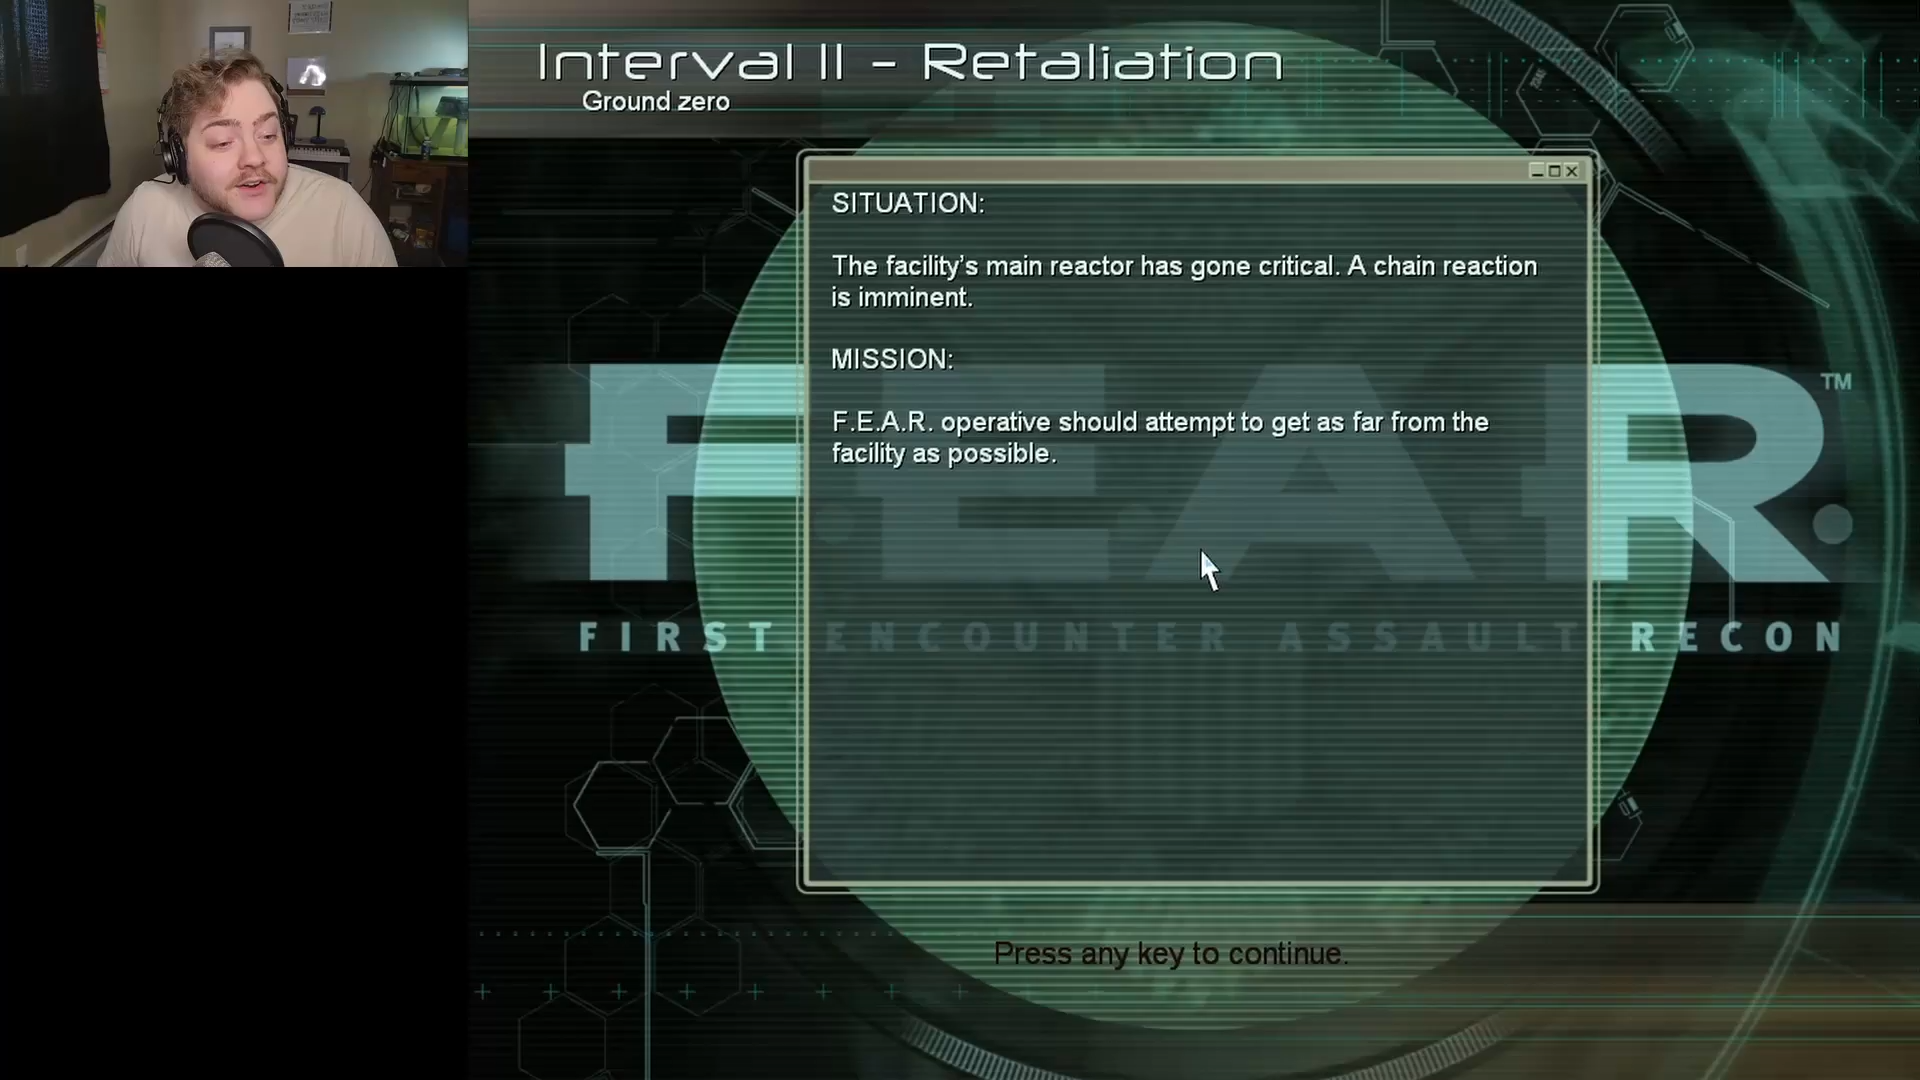 Interval II - Retaliation
Ground zero
SITUATION:
The facility's main reactor has gone critical. A chain reaction
is imminent.
MISSION:
F.E.A.R. operative should attempt to get as far from the
facility as possible.
F.E.A.R.™
FIRST ENCOUNTER ASSAULT RECON
Press any key to continue.